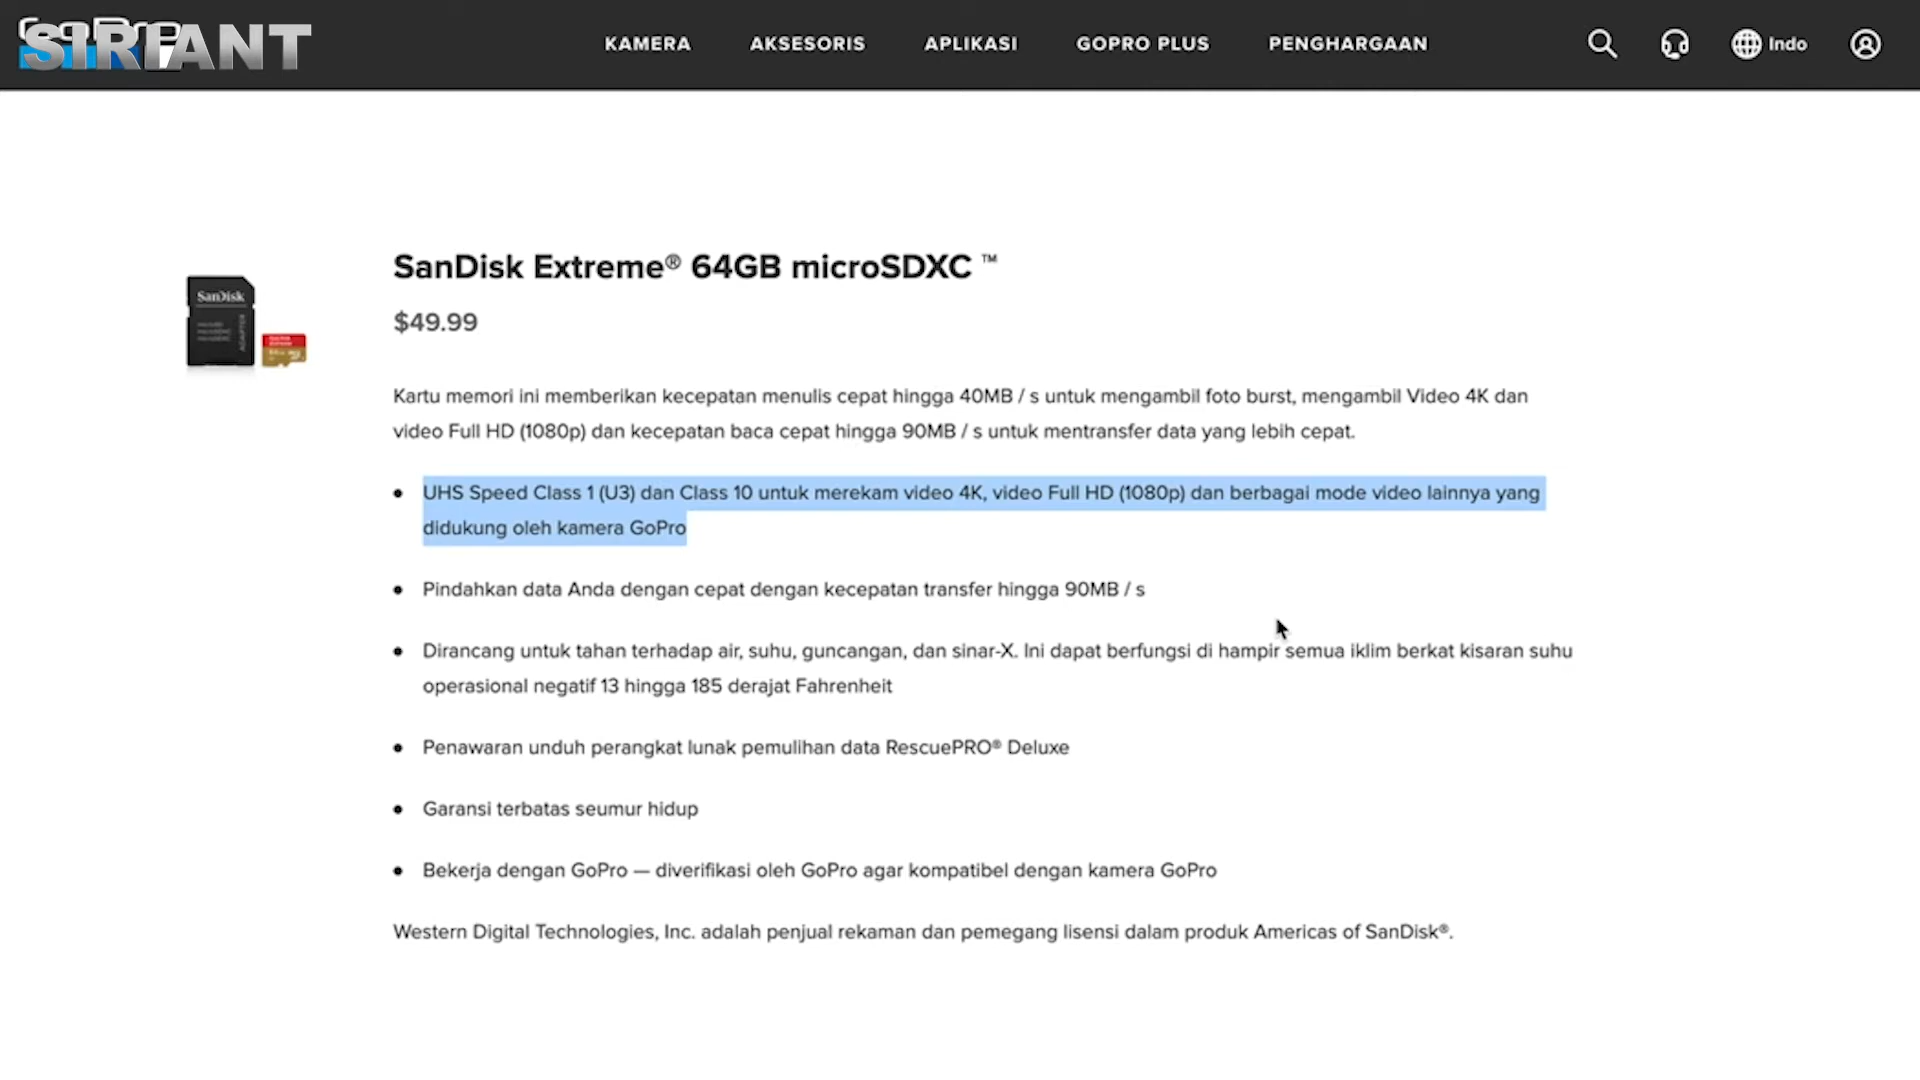 SIRIANT
KAMERA
AKSESORIS
APLIKASI
GOPRO PLUS
PENGHARGAAN
Indo
SanDisk
SanDisk Extreme® 64GB microSDXC ™
$49.99
Kartu memori ini memberikan kecepatan menulis cepat hingga 40MB / s untuk mengambil foto burst, mengambil Video 4K dan
video Full HD (1080p) dan kecepatan baca cepat hingga 90MB / s untuk mentransfer data yang lebih cepat.
UHS Speed Class 1 (U3) dan Class 10 untuk merekam video 4K, video Full HD (1080p) dan berbagai mode video lainnya yang
didukung oleh kamera GoPro
Pindahkan data Anda dengan cepat dengan kecepatan transfer hingga 90MB / s
Dirancang untuk tahan terhadap air, suhu, guncangan, dan sinar-X. Ini dapat berfungsi di hampir semua iklim berkat kisaran suhu
operasional negatif 13 hingga 185 derajat Fahrenheit
Penawaran unduh perangkat lunak pemulihan data RescuePRO® Deluxe
Garansi terbatas seumur hidup
Bekerja dengan GoPro — diverifikasi oleh GoPro agar kompatibel dengan kamera GoPro
Western Digital Technologies, Inc. adalah penjual rekaman dan pemegang lisensi dalam produk Americas of SanDisk®.